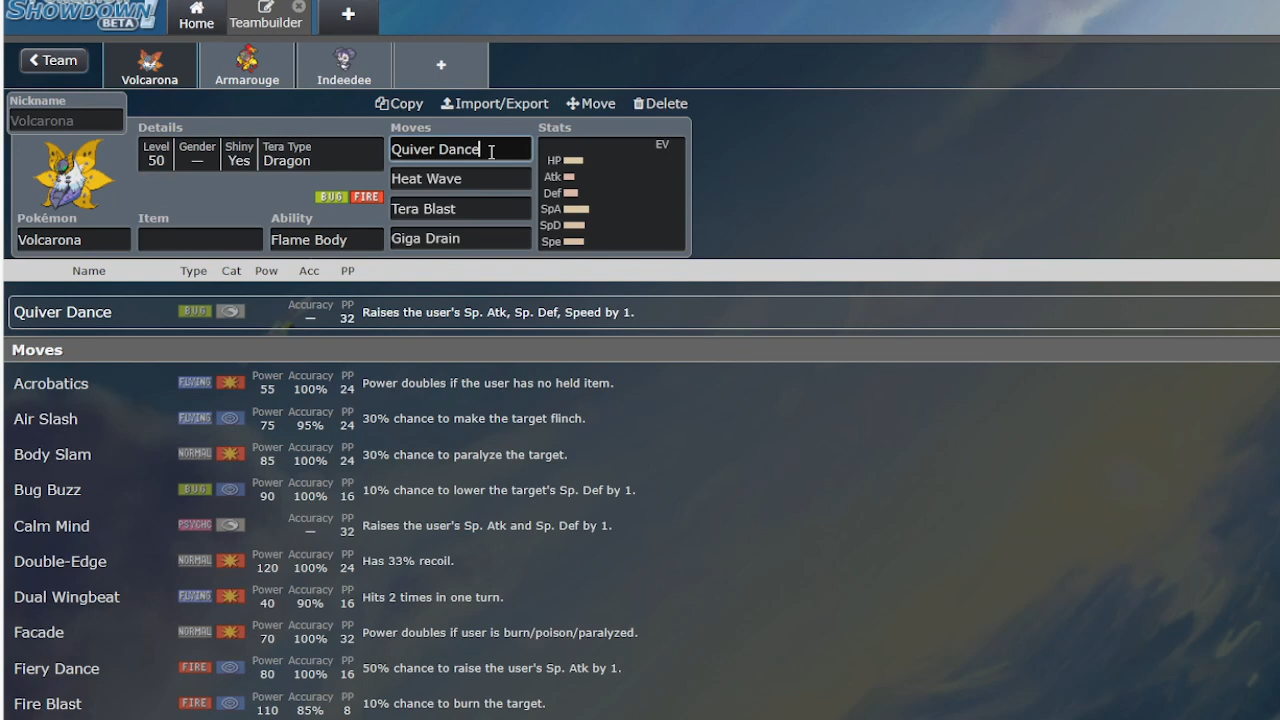 SHOWDOWN!
BETA
Home
Teambuilder
Team
Volcarona
Armarouge
Indeedee
Nickname
Volcarona
Copy
Import/Export
Move
Delete
Details
Moves
Stats
Level
50
Gender
—
Shiny
Yes
Tera Type
Dragon
Quiver Dance
Heat Wave
Tera Blast
Giga Drain
EV
HP
Atk
Def
SpA
SpD
Spe
BUG FIRE
Pokémon
Volcarona
Item
Ability
Flame Body
Name Type Cat Pow Acc PP
Quiver Dance BUG Accuracy — PP 32 Raises the user's Sp. Atk, Sp. Def, Speed by 1.
Moves
Acrobatics FLYING Power 55 Accuracy 100% PP 24 Power doubles if the user has no held item.
Air Slash FLYING Power 75 Accuracy 95% PP 24 30% chance to make the target flinch.
Body Slam NORMAL Power 85 Accuracy 100% PP 24 30% chance to paralyze the target.
Bug Buzz BUG Power 90 Accuracy 100% PP 16 10% chance to lower the target's Sp. Def by 1.
Calm Mind PSYCHC Accuracy — PP 32 Raises the user's Sp. Atk and Sp. Def by 1.
Double-Edge NORMAL Power 120 Accuracy 100% PP 24 Has 33% recoil.
Dual Wingbeat FLYING Power 40 Accuracy 90% PP 16 Hits 2 times in one turn.
Facade NORMAL Power 70 Accuracy 100% PP 32 Power doubles if user is burn/poison/paralyzed.
Fiery Dance FIRE Power 80 Accuracy 100% PP 16 50% chance to raise the user's Sp. Atk by 1.
Fire Blast FIRE Power 110 Accuracy 85% PP 8 10% chance to burn the target.